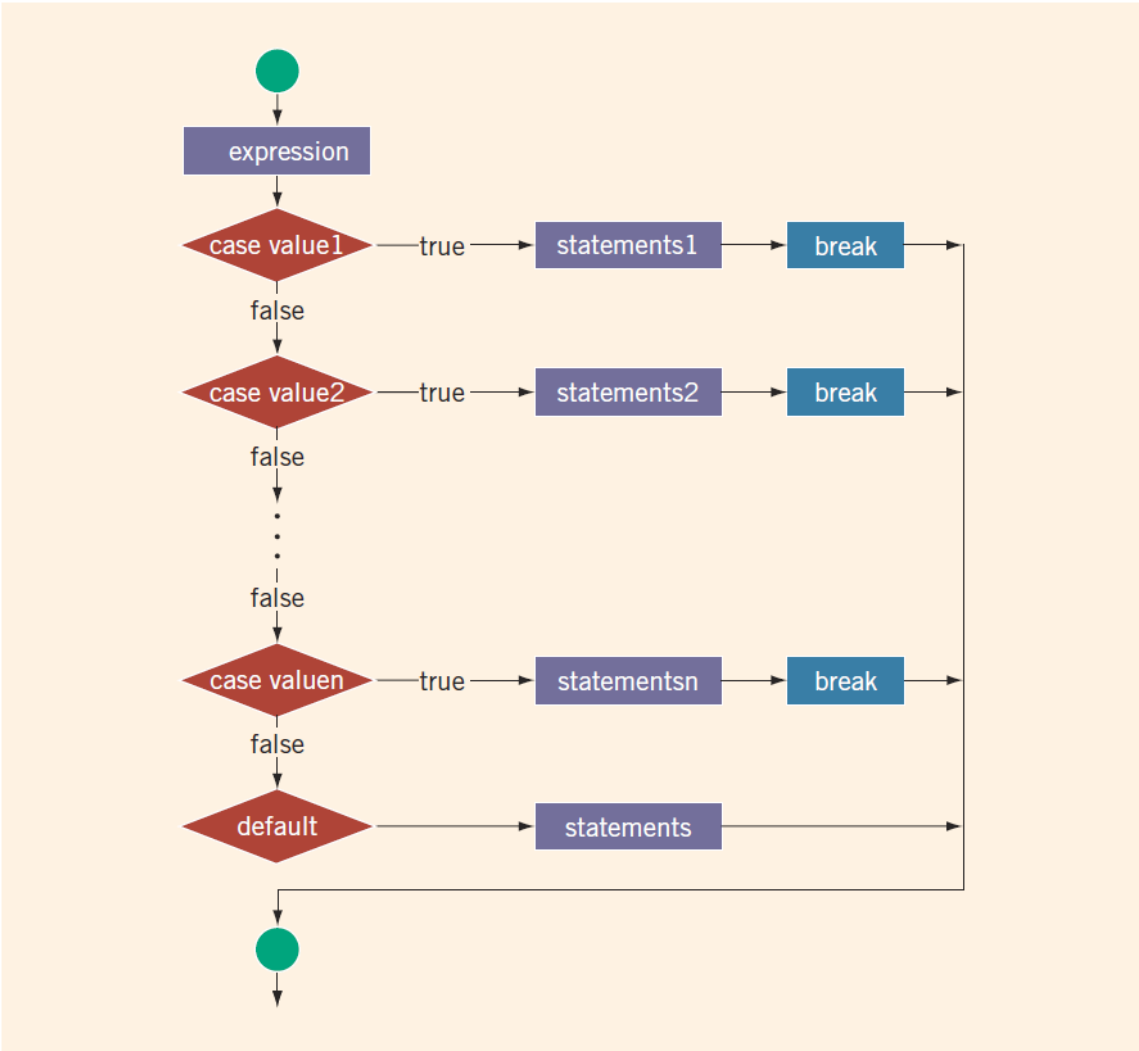 expression
case value1 true statements1 break
false
case value2 true statements2 break
false
false
case valuen true statementsn break
false
default statements